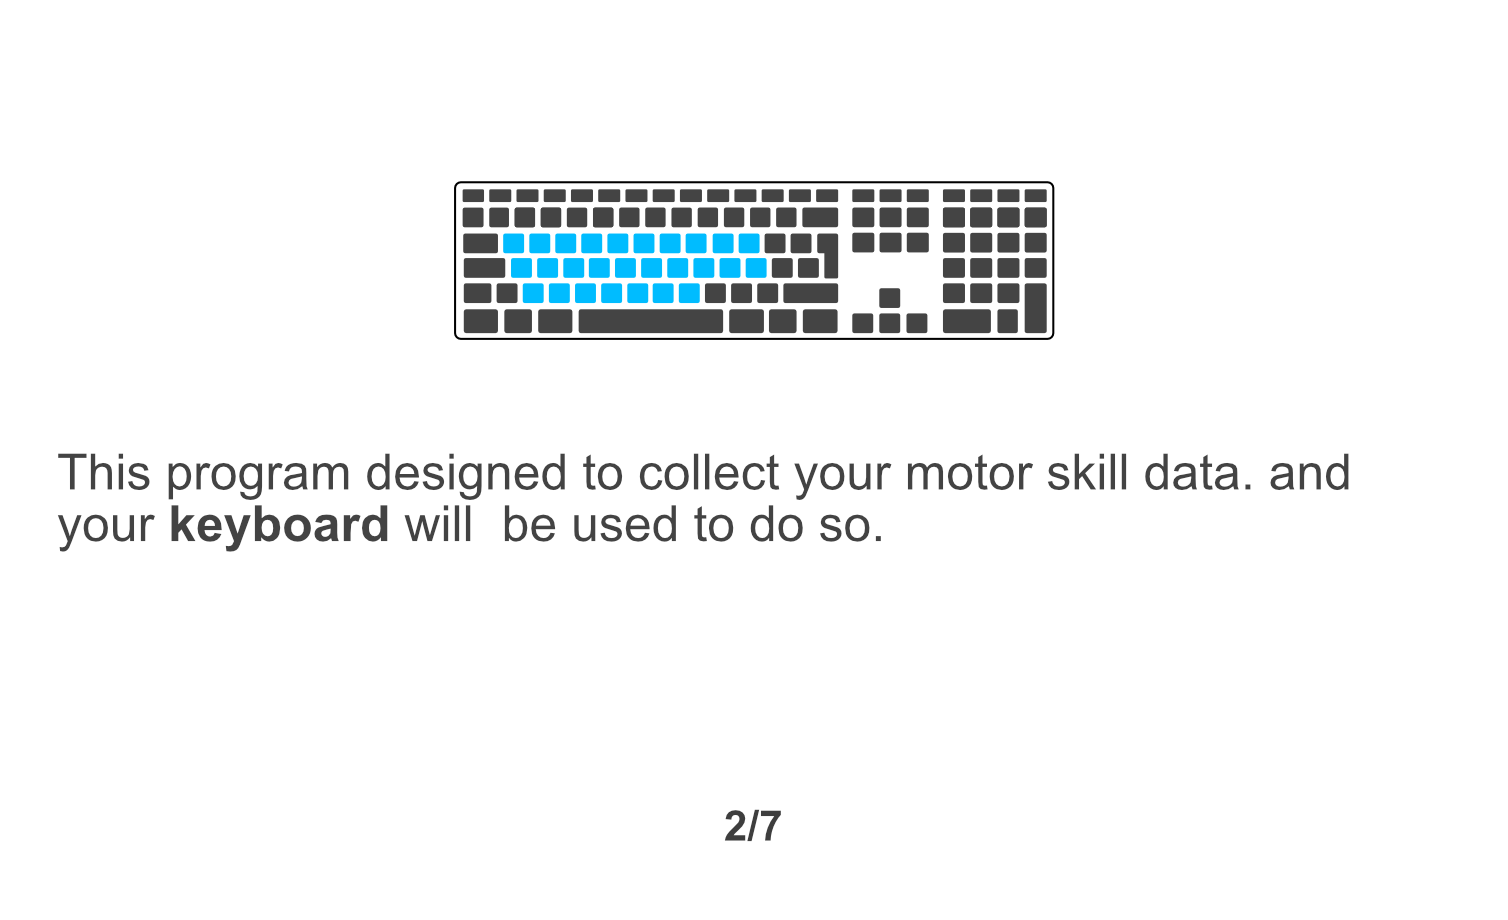 This program designed to collect your motor skill data. and
your keyboard will  be used to do so.
2/7